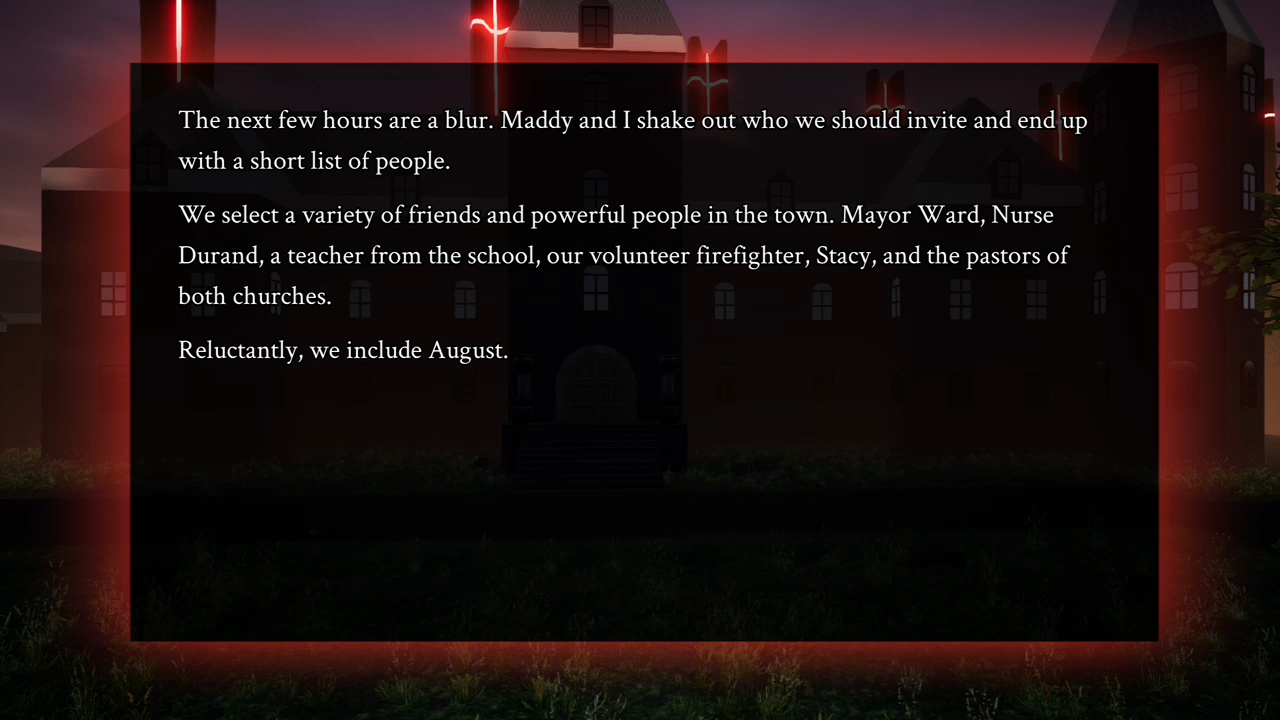 The next few hours are a blur. Maddy and I shake out who we should invite and end up
with a short list of people.
We select a variety of friends and powerful people in the town. Mayor Ward, Nurse
Durand, a teacher from the school, our volunteer firefighter, Stacy, and the pastors of
both churches.
Reluctantly, we include August.